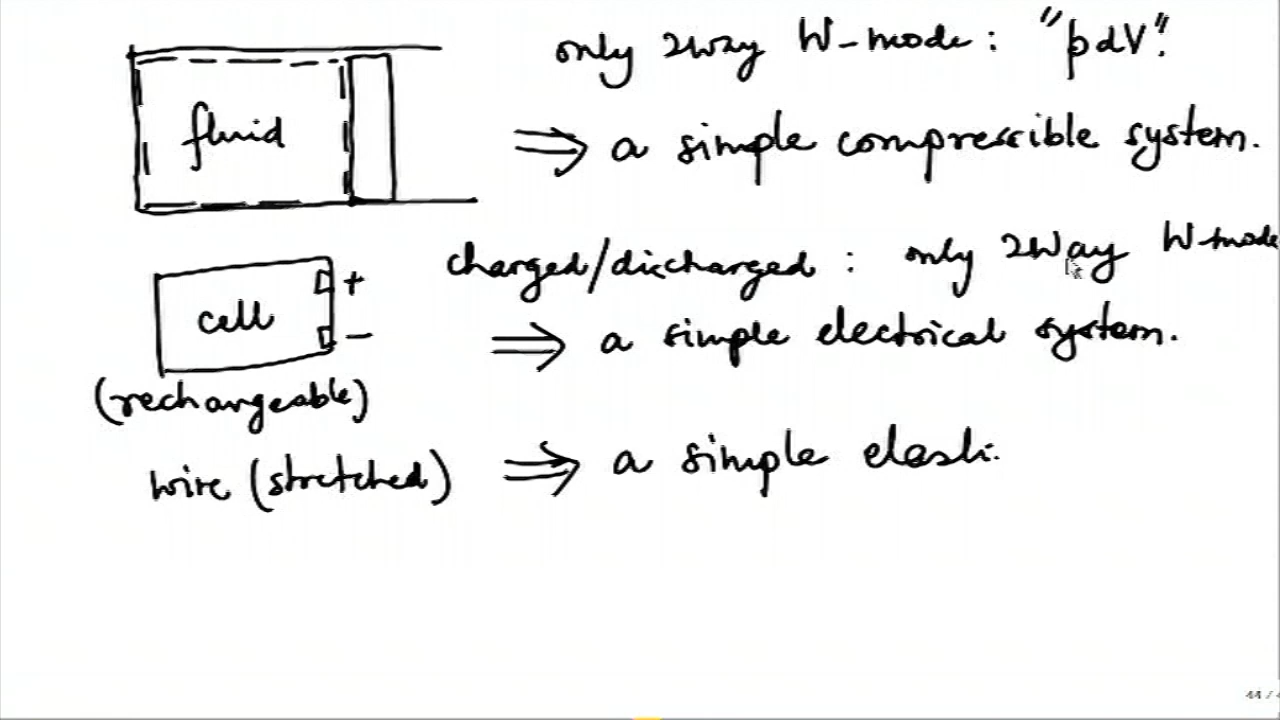 only 2way W-mode: "pdV".
fluid
⇒ a simple compressible system.
charged/discharged : only 2Way W-mode
+
cell
−
⇒ a simple electrical system.
(rechargeable)
wire (stretched) ⇒ a simple elasti
44 /